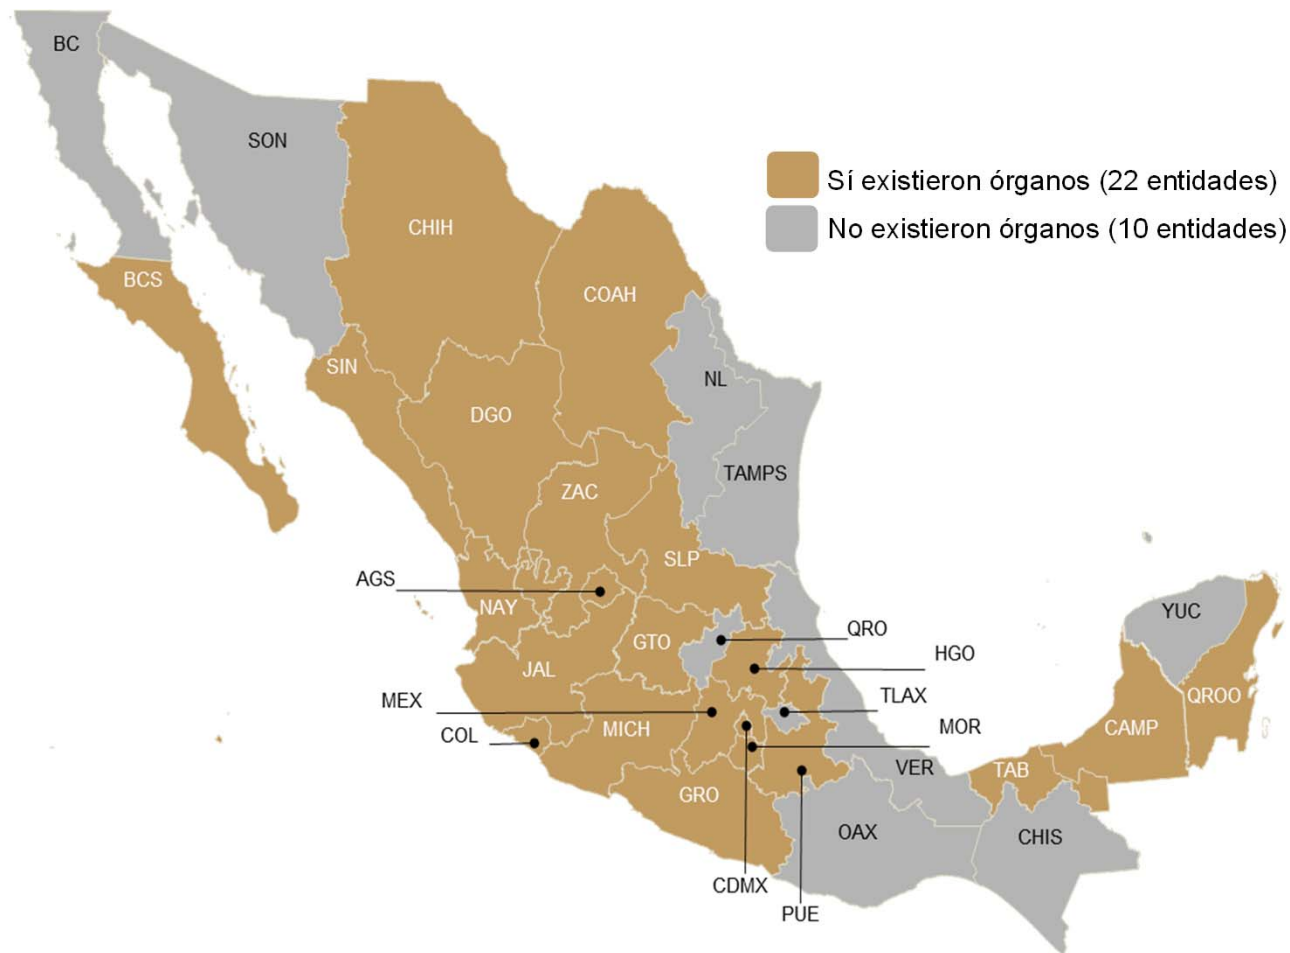 BC
SON
CHIH
Sí existieron órganos (22 entidades)
No existieron órganos (10 entidades)
BCS
COAH
SIN
NL
DGO
TAMPS
ZAC
SLP
AGS
NAY
GTO
QRO
YUC
HGO
JAL
TLAX
QROO
MEX
MICH
MOR
CAMP
COL
VER
TAB
GRO
OAX
CHIS
CDMX
PUE